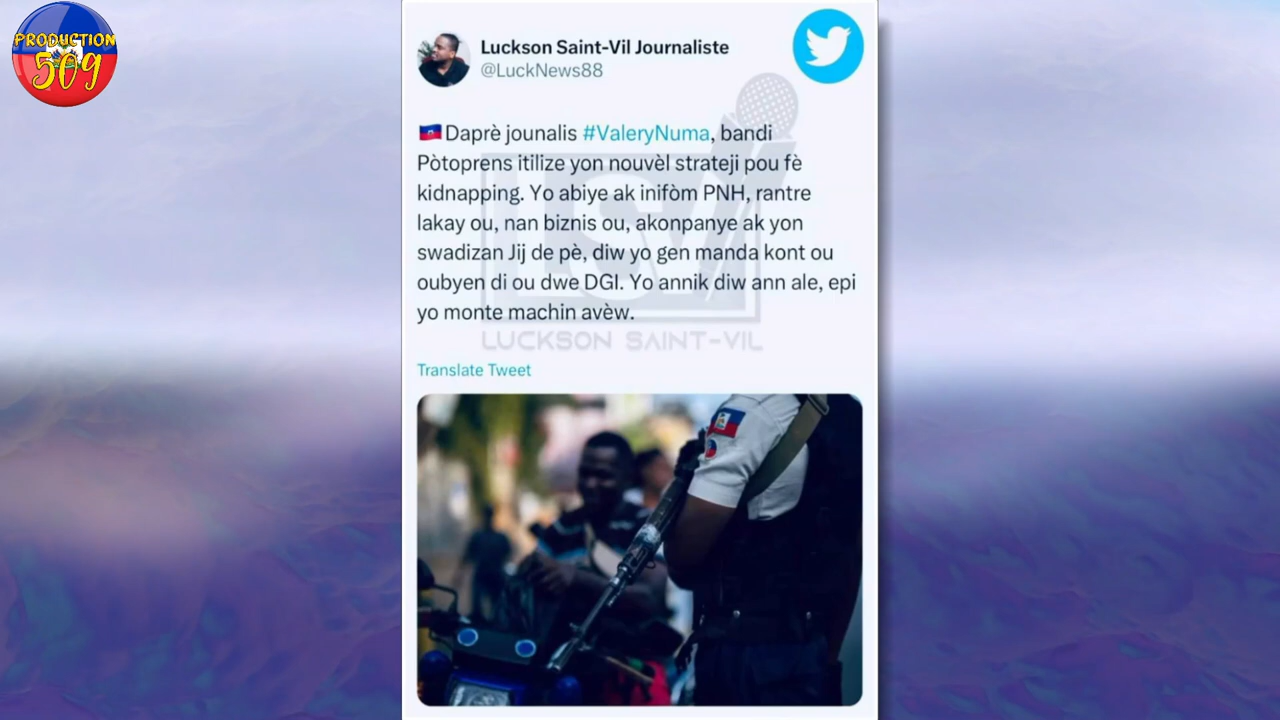 PRODUCTION
509
Luckson Saint-Vil Journaliste
@LuckNews88
Daprè jounalis #ValeryNuma, bandi
Pòtoprens itilize yon nouvèl strateji pou fè
kidnapping. Yo abiye ak inifòm PNH, rantre
lakay ou, nan biznis ou, akonpanye ak yon
swadizan Jij de pè, diw yo gen manda kont ou
oubyen di ou dwe DGI. Yo annik diw ann ale, epi
yo monte machin avèw.
LSV
LUCKSON SAINT-VIL
Translate Tweet